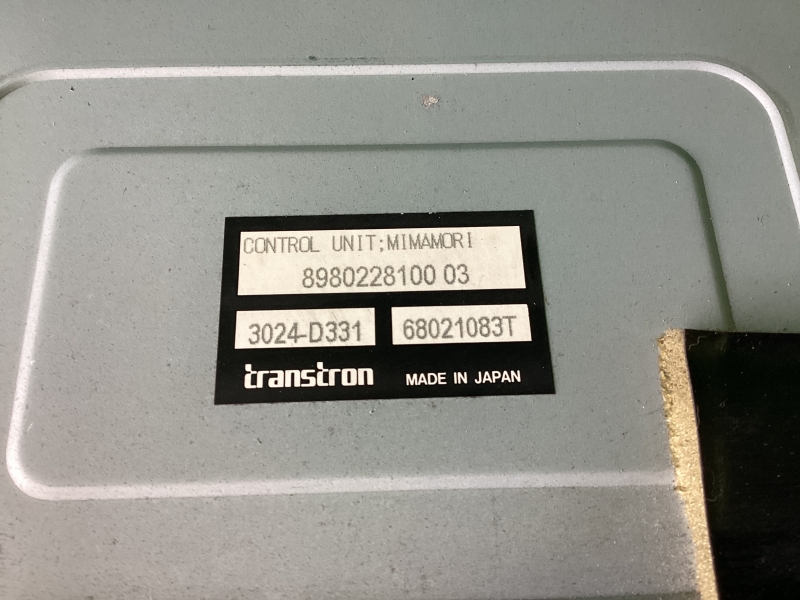 CONTROL UNIT;MIMAMORI
8980228100 03
3024-D331
68021083T
transtron
MADE IN JAPAN